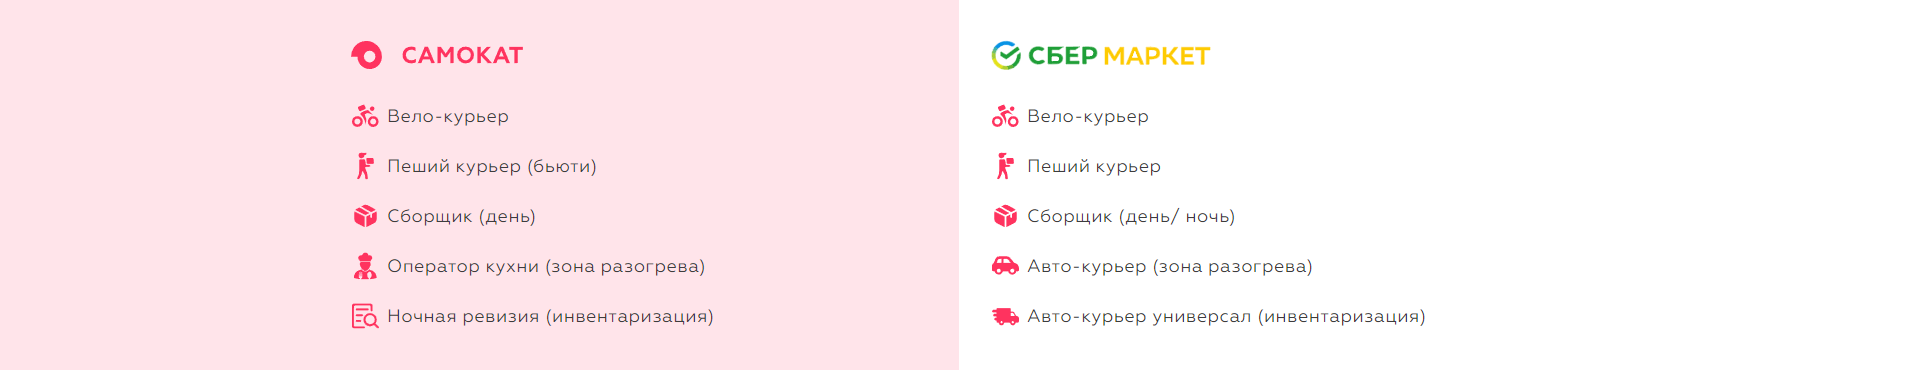 САМОКАТ
Вело-курьер
Пеший курьер (бьюти)
Сборщик (день)
Оператор кухни (зона разогрева)
Ночная ревизия (инвентаризация)
СБЕР МАРКЕТ
Вело-курьер
Пеший курьер
Сборщик (день/ ночь)
Авто-курьер (зона разогрева)
Авто-курьер универсал (инвентаризация)